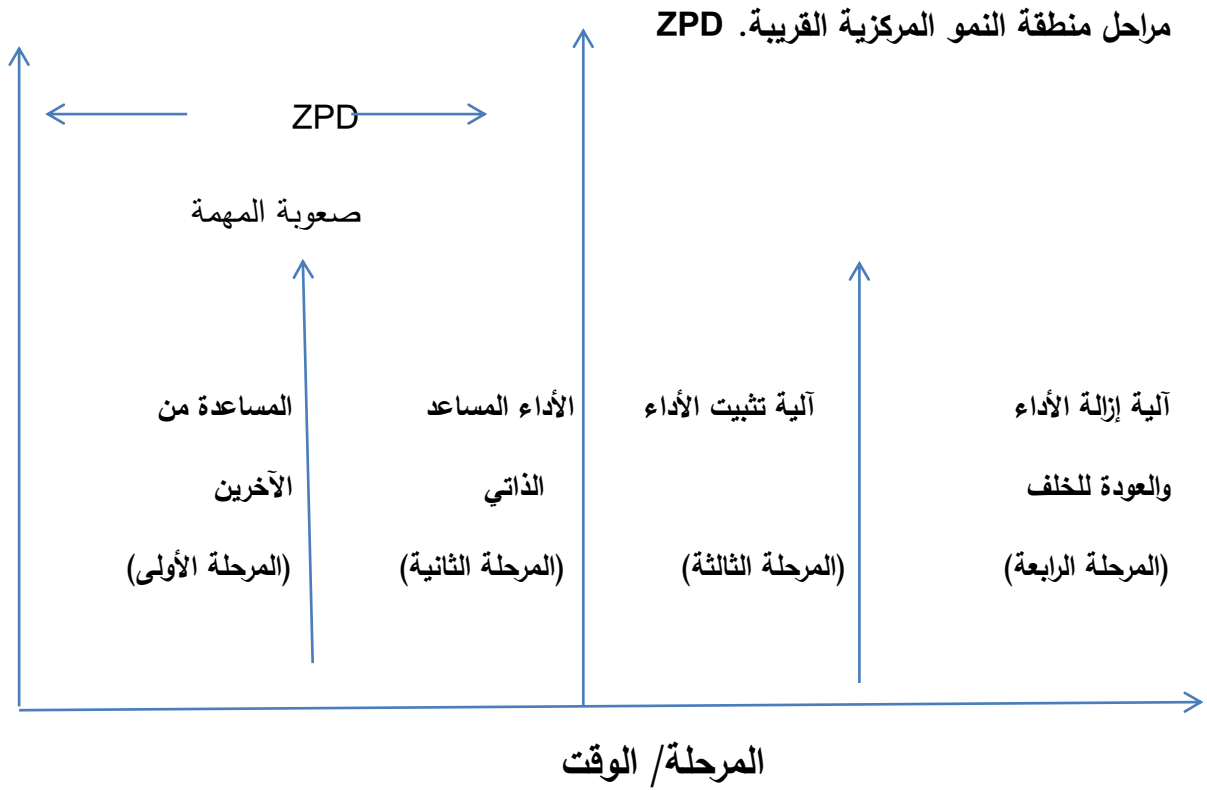 مراحل منطقة النمو المركزية القريبة. ZPD
ZPD
صعوبة المهمة
المساعدة من
الآخرين
(المرحلة الأولى)
الأداء المساعد
الذاتي
(المرحلة الثانية)
آلية تثبيت الأداء
(المرحلة الثالثة)
آلية إزالة الأداء
والعودة للخلف
(المرحلة الرابعة)
المرحلة/ الوقت